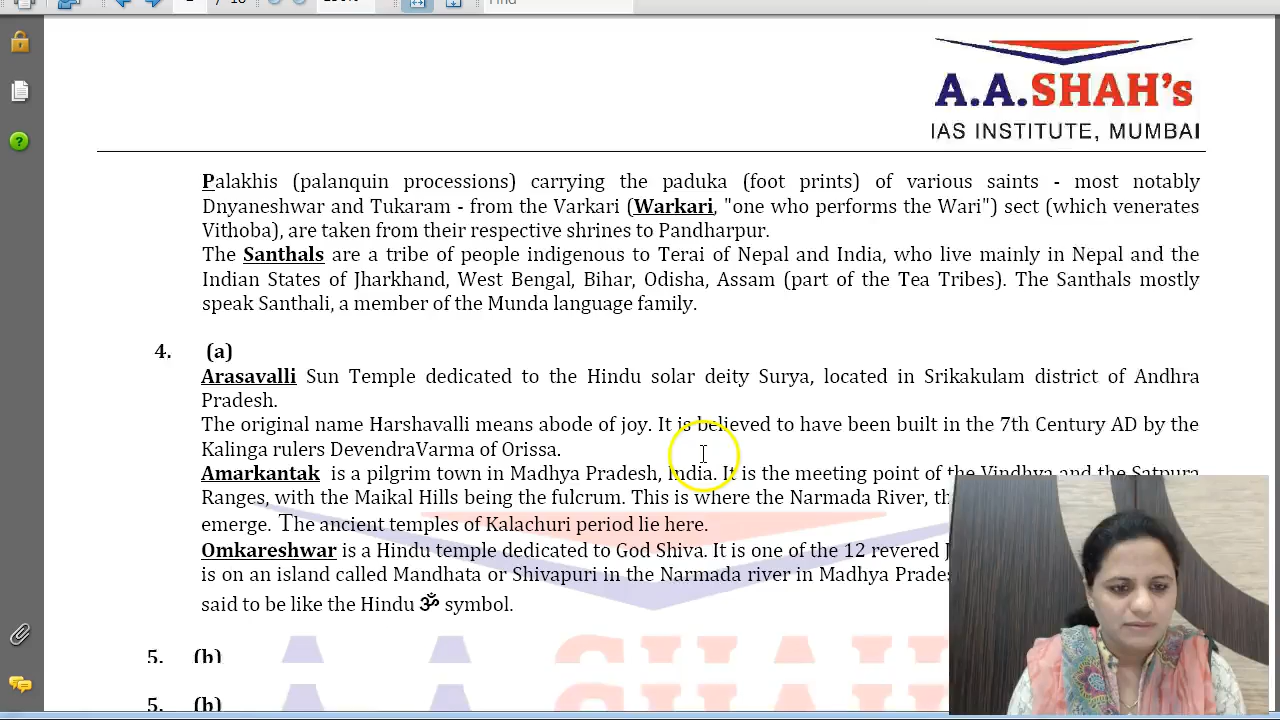 A.A.SHAH's
IAS INSTITUTE, MUMBAI
Palakhis (palanquin processions) carrying the paduka (foot prints) of various saints - most notably
Dnyaneshwar and Tukaram - from the Varkari (Warkari, "one who performs the Wari") sect (which venerates
Vithoba), are taken from their respective shrines to Pandharpur.
The Santhals are a tribe of people indigenous to Terai of Nepal and India, who live mainly in Nepal and the
Indian States of Jharkhand, West Bengal, Bihar, Odisha, Assam (part of the Tea Tribes). The Santhals mostly
speak Santhali, a member of the Munda language family.
4. (a)
Arasavalli Sun Temple dedicated to the Hindu solar deity Surya, located in Srikakulam district of Andhra
Pradesh.
The original name Harshavalli means abode of joy. It is believed to have been built in the 7th Century AD by the
Kalinga rulers DevendraVarma of Orissa.
Amarkantak is a pilgrim town in Madhya Pradesh, India. It is the meeting point of the Vindhya and the Satpura
Ranges, with the Maikal Hills being the fulcrum. This is where the Narmada River,
emerge. The ancient temples of Kalachuri period lie here.
Omkareshwar is a Hindu temple dedicated to God Shiva. It is one of the 12 revered
is on an island called Mandhata or Shivapuri in the Narmada river in Madhya
said to be like the Hindu ॐ symbol.
5. (b)
5. (b)